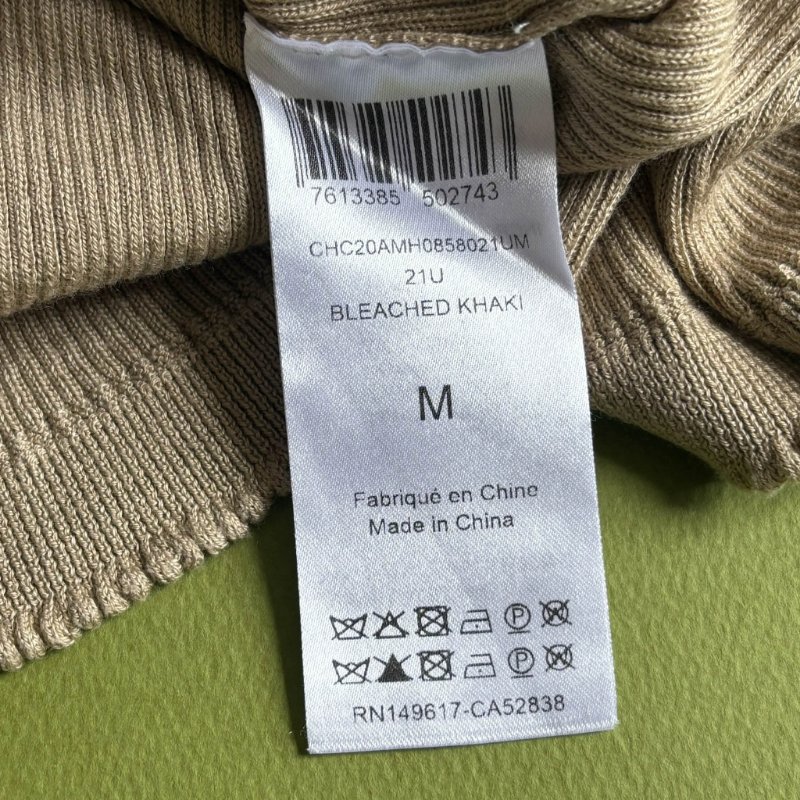 7613385 502743
CHC20AMH0858021UM
21U
BLEACHED KHAKI
M
Fabriqué en Chine
Made in China
P
P
RN149617-CA52838